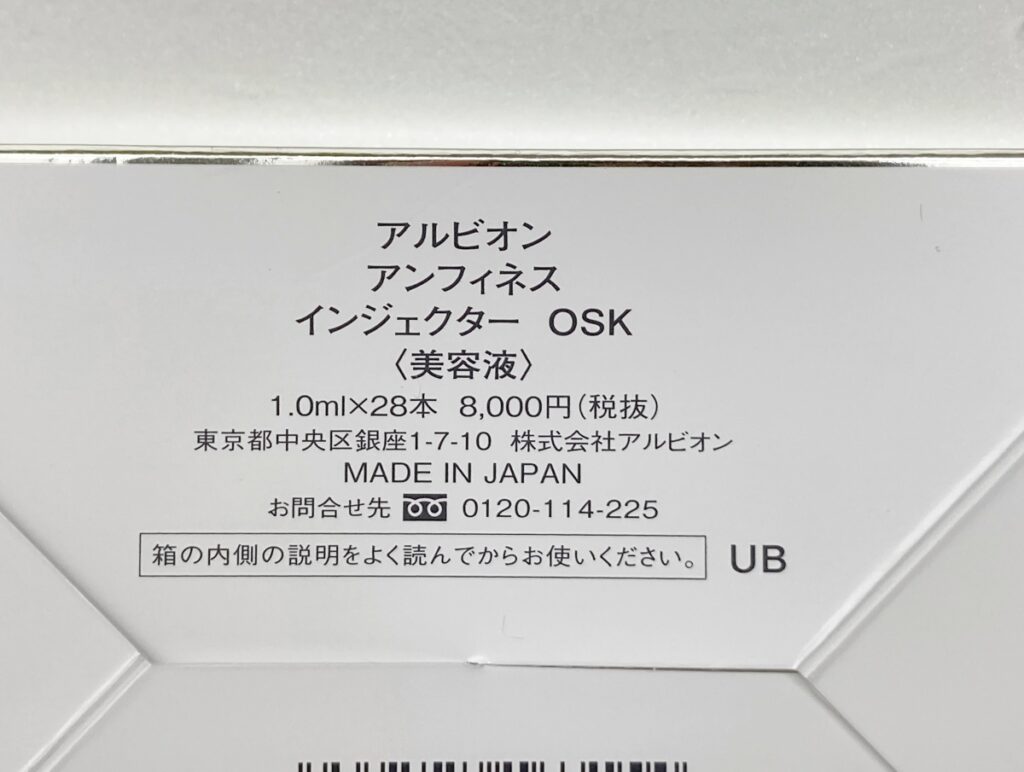 アルビオン
アンフィネス
インジェクター OSK
〈美容液〉
1.0ml×28本 8,000円(税抜)
東京都中央区銀座1-7-10 株式会社アルビオン
MADE IN JAPAN
お問合せ先 0120-114-225
箱の内側の説明をよく読んでからお使いください。 UB